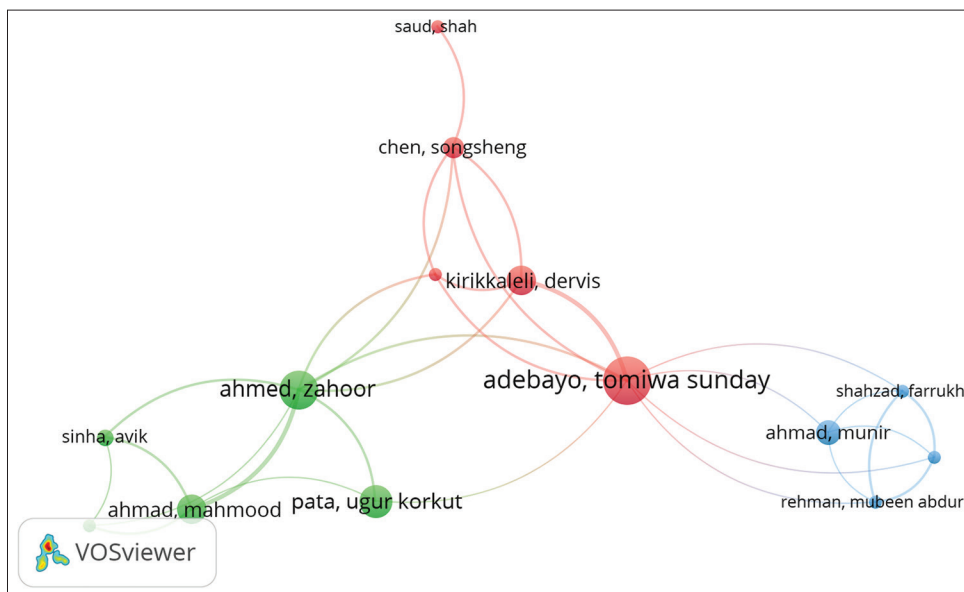 saud, shah
chen, songsheng
kirikkaleli, dervis
adebayo, tomiwa sunday
ahmed, zahoor
shahzad, farrukh
ahmad, munir
sinha, avik
rehman, mubeen abdur
pata, ugur korkut
ahmad, mahmood
VOSviewer